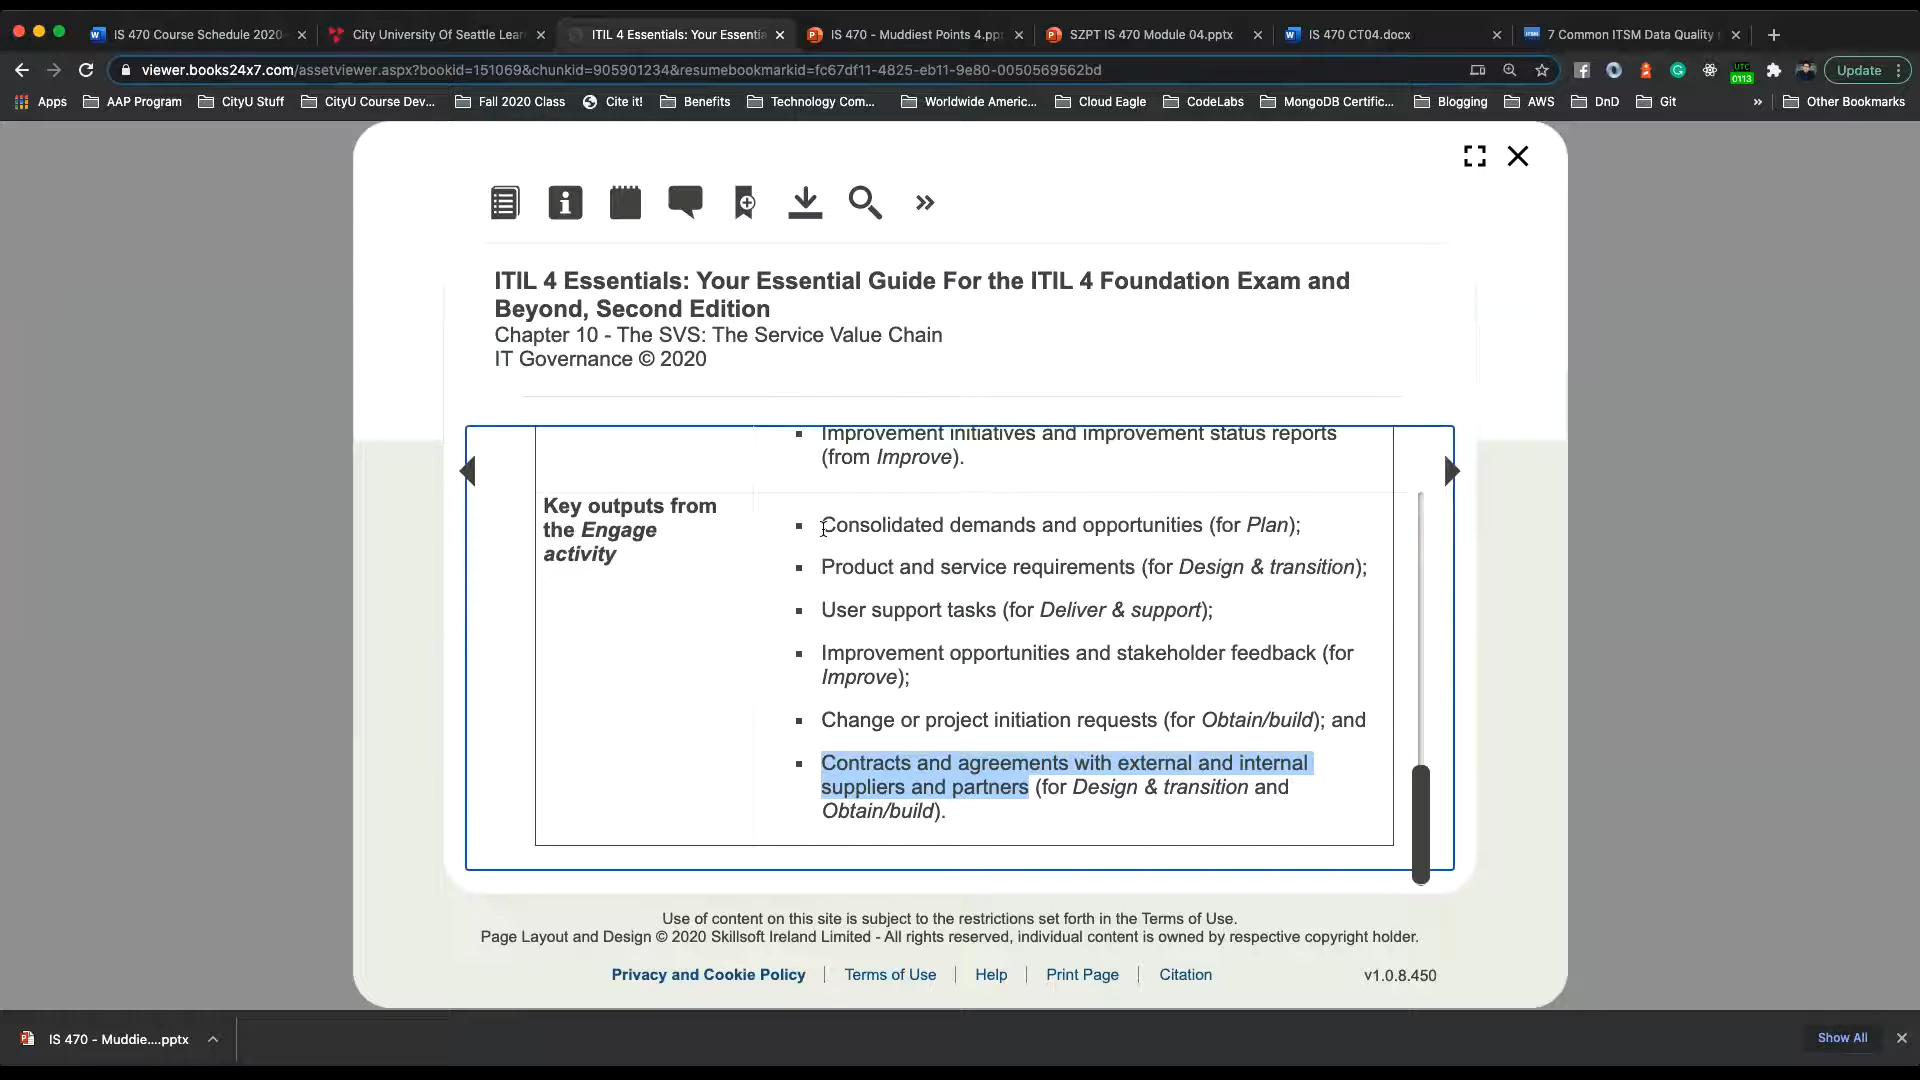 IS 470 Course Schedule 2020-
City University Of Seattle Lear
ITIL 4 Essentials: Your Essentia
IS 470 - Muddiest Points 4.pp
SZPT IS 470 Module 04.pptx
IS 470 CT04.docx
7 Common ITSM Data Quality
viewer.books24x7.com/assetviewer.aspx?bookid=151069&chunkid=905901234&resumebookmarkid=fc67df11-4825-eb11-9e80-0050569562bd
UTC
0113
Update
Apps
AAP Program
CityU Stuff
CityU Course Dev...
Fall 2020 Class
Cite it!
Benefits
Technology Com...
Worldwide Americ...
Cloud Eagle
CodeLabs
MongoDB Certific...
Blogging
AWS
DnD
Git
»
Other Bookmarks
ITIL 4 Essentials: Your Essential Guide For the ITIL 4 Foundation Exam and
Beyond, Second Edition
Chapter 10 - The SVS: The Service Value Chain
IT Governance © 2020
▪ Improvement initiatives and improvement status reports
(from Improve).
Key outputs from
the Engage
activity
▪ Consolidated demands and opportunities (for Plan);
▪ Product and service requirements (for Design & transition);
▪ User support tasks (for Deliver & support);
▪ Improvement opportunities and stakeholder feedback (for
Improve);
▪ Change or project initiation requests (for Obtain/build); and
▪ Contracts and agreements with external and internal
suppliers and partners (for Design & transition and
Obtain/build).
Use of content on this site is subject to the restrictions set forth in the Terms of Use.
Page Layout and Design © 2020 Skillsoft Ireland Limited - All rights reserved, individual content is owned by respective copyright holder.
Privacy and Cookie Policy
Terms of Use
Help
Print Page
Citation
v1.0.8.450
IS 470 - Muddie....pptx
Show All